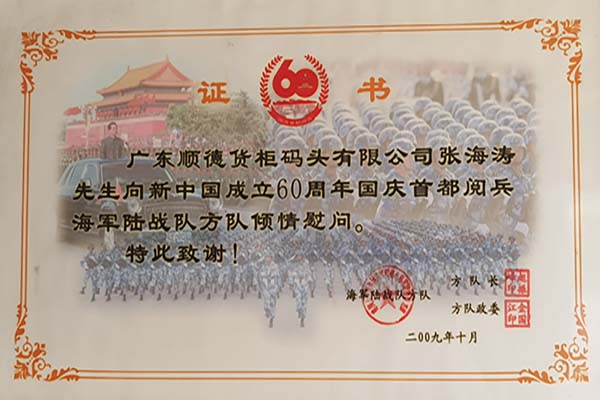 证 书
60
广东顺德货柜码头有限公司张海涛
先生向新中国成立60周年国庆首都阅兵
海军陆战队方队倾情慰问。
特此致谢！
方队长
海军陆战队方队
方队政委
二00九年十月